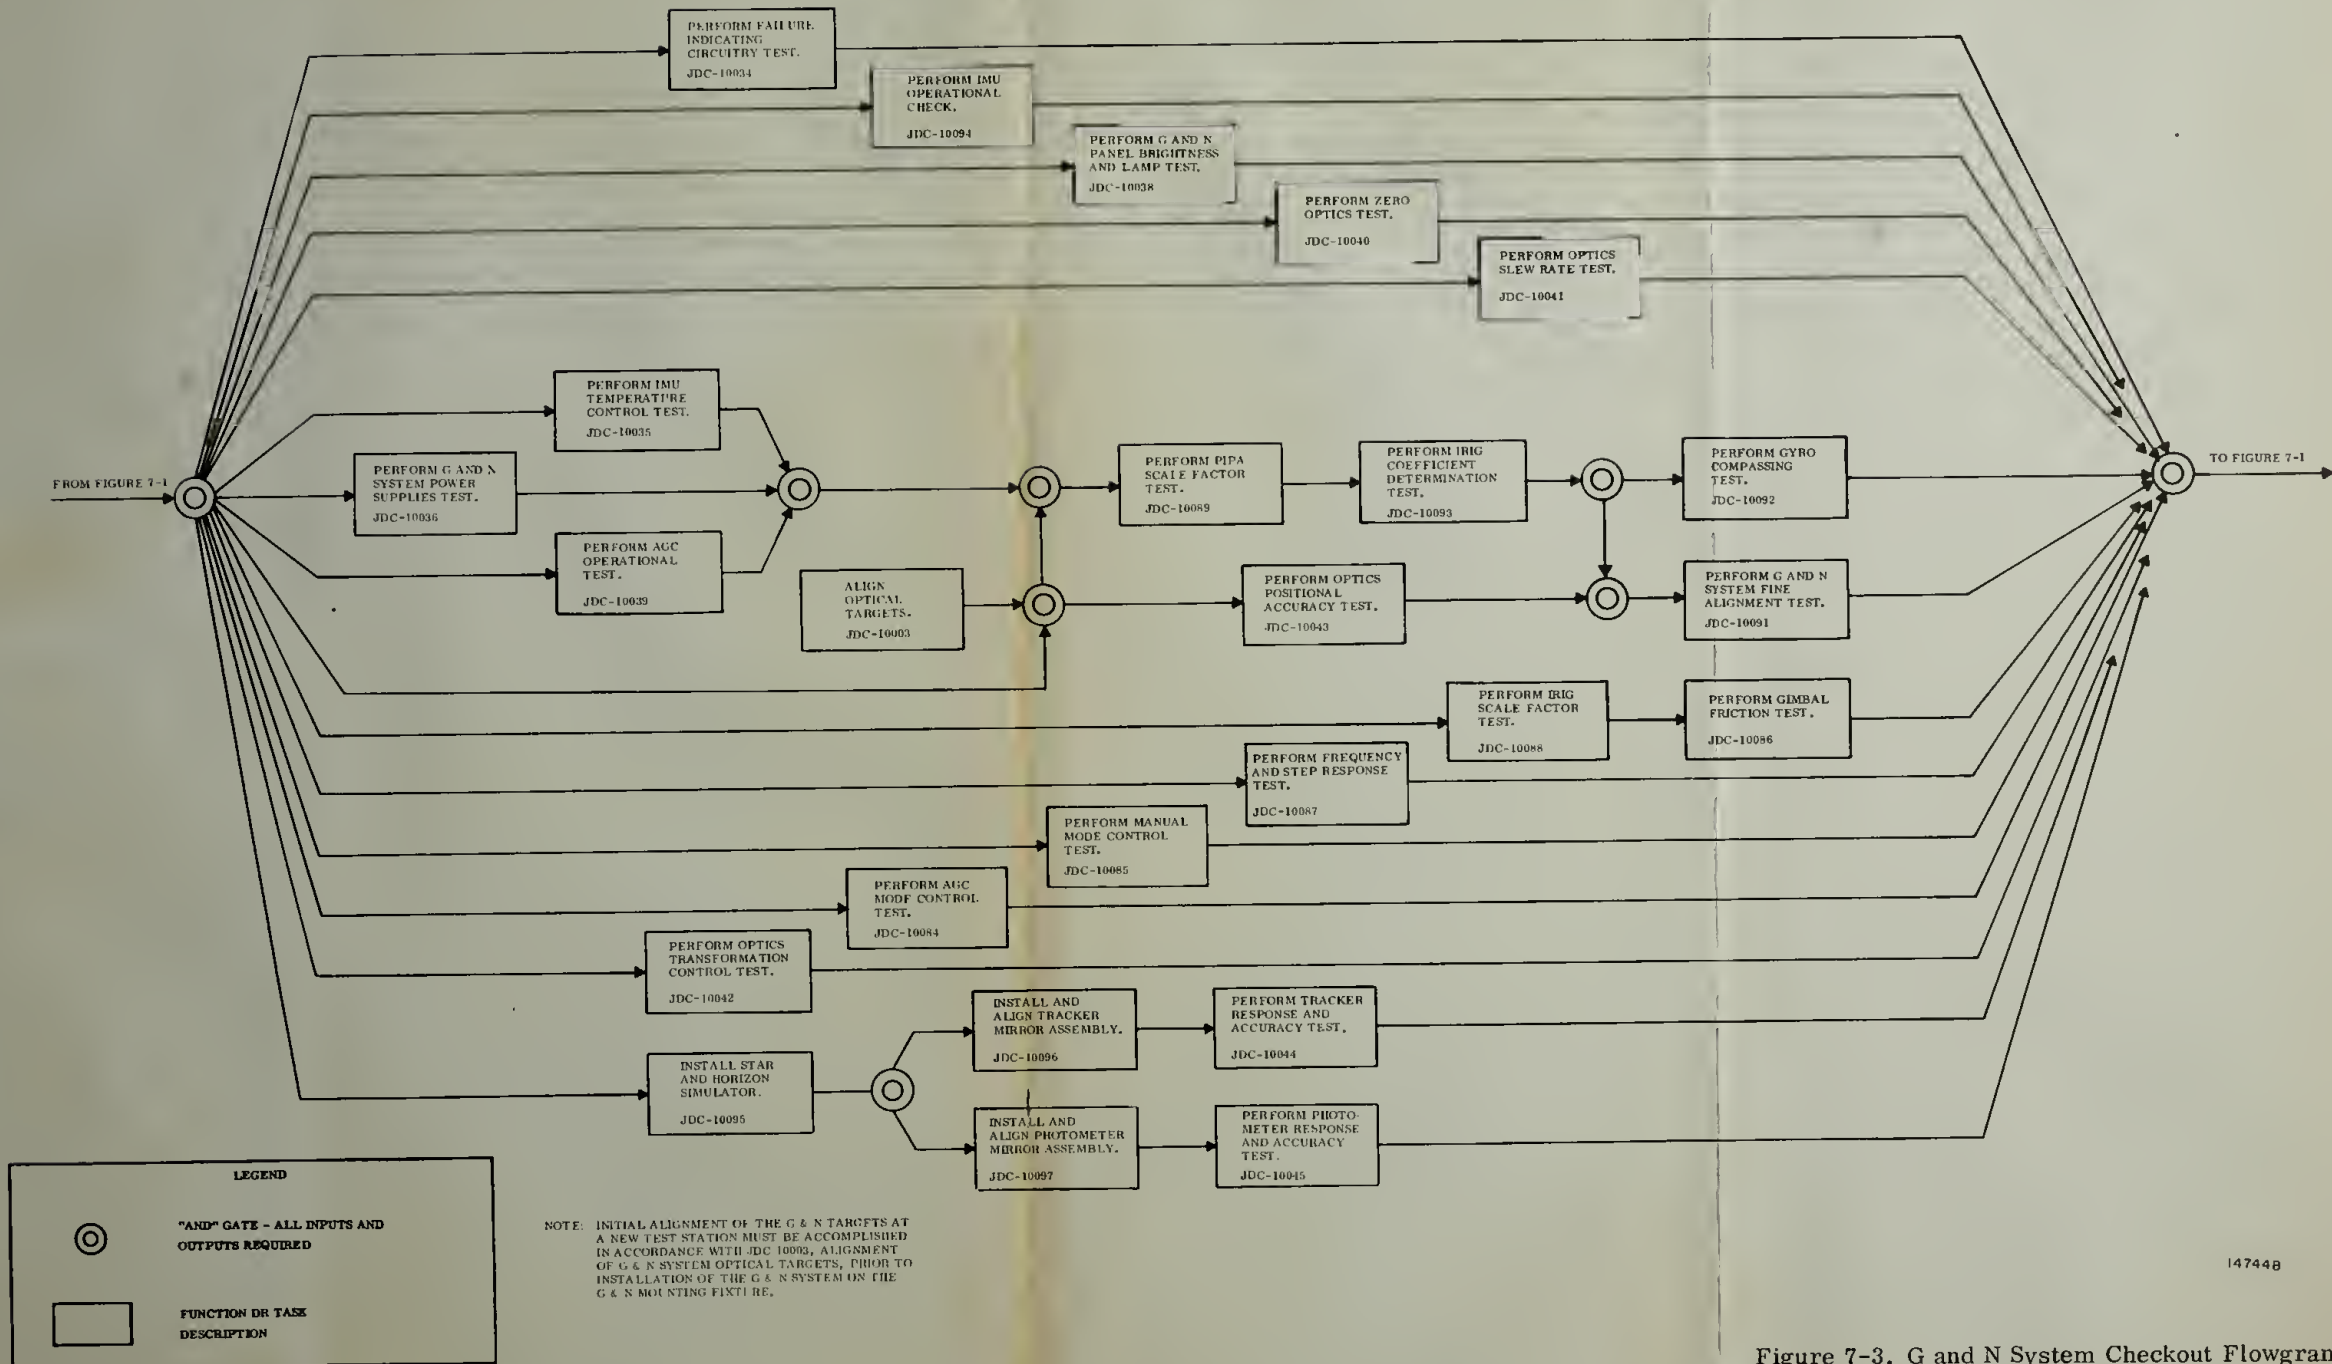 PERFORM FAILURE
INDICATING
CIRCUITRY TEST.
JDC-10034
PERFORM IMU
OPERATIONAL
CHECK.
JDC-10094
PERFORM G AND N
PANEL BRIGHTNESS
AND LAMP TEST.
JDC-10038
PERFORM ZERO
OPTICS TEST.
JDC-10040
PERFORM OPTICS
SLEW RATE TEST.
JDC-10041
PERFORM IMU
TEMPERATURE
CONTROL TEST.
JDC-10035
FROM FIGURE 7-1
PERFORM G AND N
SYSTEM POWER
SUPPLIES TEST.
JDC-10036
PERFORM AGC
OPERATIONAL
TEST.
JDC-10039
ALIGN
OPTICAL
TARGETS.
JDC-10003
PERFORM PIPA
SCALE FACTOR
TEST.
JDC-10089
PERFORM IRIG
COEFFICIENT
DETERMINATION
TEST.
JDC-10093
PERFORM GYRO
COMPASSING
TEST.
JDC-10092
TO FIGURE 7-1
PERFORM OPTICS
POSITIONAL
ACCURACY TEST.
JDC-10043
PERFORM G AND N
SYSTEM FINE
ALIGNMENT TEST.
JDC-10091
PERFORM IRIG
SCALE FACTOR
TEST.
JDC-10088
PERFORM GIMBAL
FRICTION TEST.
JDC-10086
PERFORM FREQUENCY
AND STEP RESPONSE
TEST.
JDC-10087
PERFORM MANUAL
MODE CONTROL
TEST.
JDC-10085
PERFORM AGC
MODE CONTROL
TEST.
JDC-10084
PERFORM OPTICS
TRANSFORMATION
CONTROL TEST.
JDC-10042
INSTALL STAR
AND HORIZON
SIMULATOR.
JDC-10095
INSTALL AND
ALIGN TRACKER
MIRROR ASSEMBLY.
JDC-10096
PERFORM TRACKER
RESPONSE AND
ACCURACY TEST.
JDC-10044
INSTALL AND
ALIGN PHOTOMETER
MIRROR ASSEMBLY.
JDC-10097
PERFORM PHOTO-
METER RESPONSE
AND ACCURACY
TEST.
JDC-10045
LEGEND
"AND" GATE - ALL INPUTS AND
OUTPUTS REQUIRED
FUNCTION OR TASK
DESCRIPTION
NOTE: INITIAL ALIGNMENT OF THE G & N TARGETS AT
A NEW TEST STATION MUST BE ACCOMPLISHED
IN ACCORDANCE WITH JDC 10003, ALIGNMENT
OF G & N SYSTEM OPTICAL TARGETS, PRIOR TO
INSTALLATION OF THE G & N SYSTEM ON THE
G & N MOUNTING FIXTURE.
14744B
Figure 7-3. G and N System Checkout Flowgram